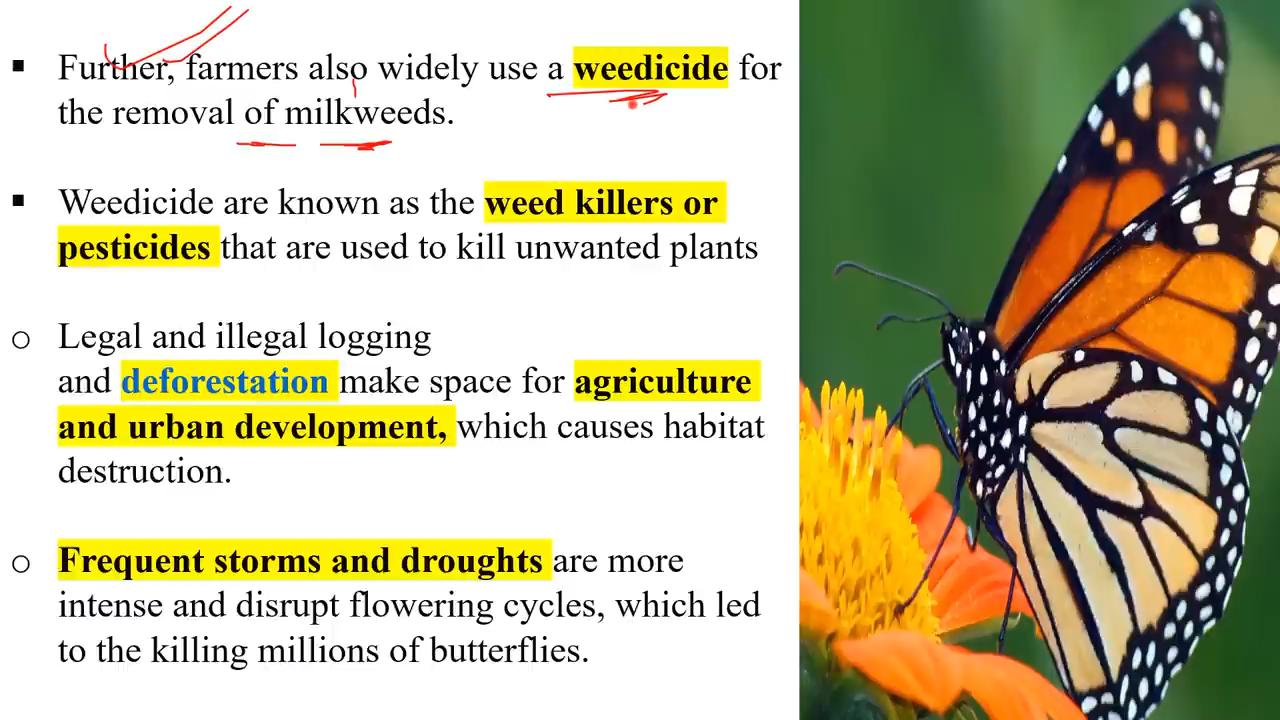 ▪ Further, farmers also widely use a weedicide for
the removal of milkweeds.
▪ Weedicide are known as the weed killers or
pesticides that are used to kill unwanted plants
o Legal and illegal logging
and deforestation make space for agriculture
and urban development, which causes habitat
destruction.
o Frequent storms and droughts are more
intense and disrupt flowering cycles, which led
to the killing millions of butterflies.